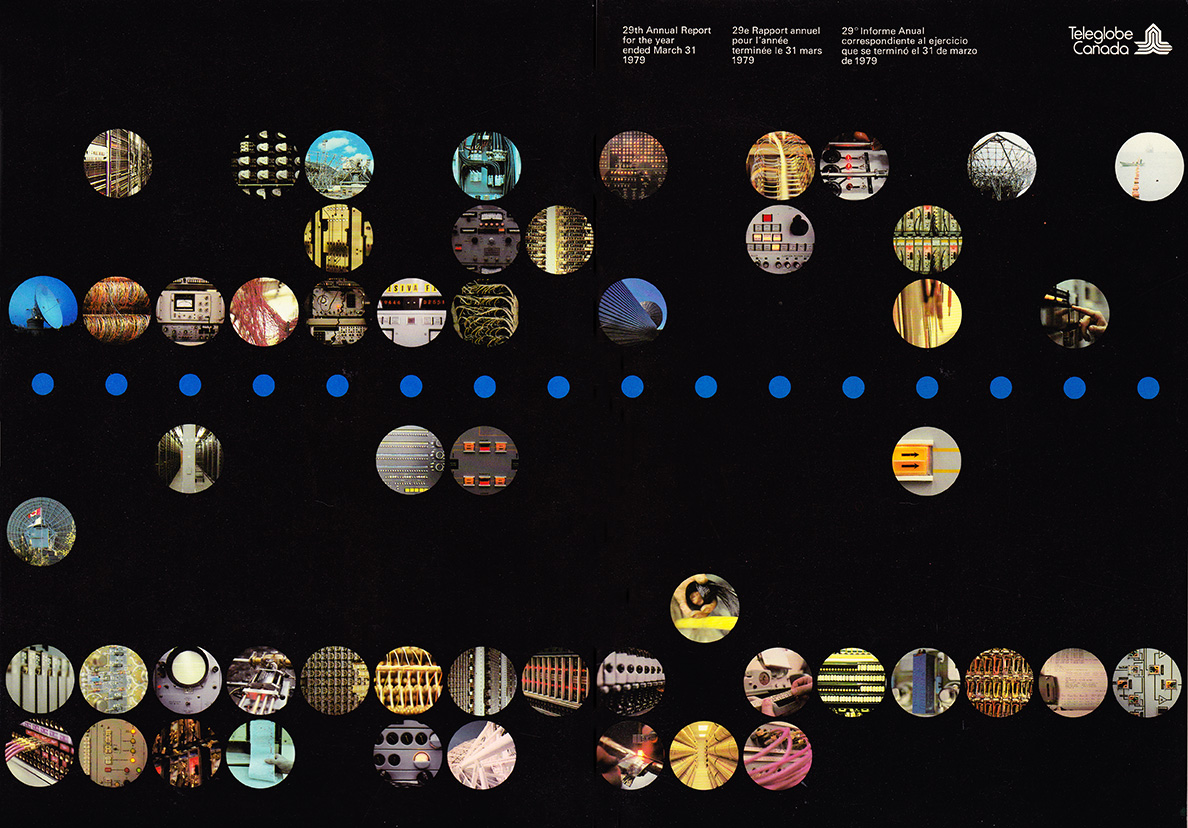 29th Annual Report
for the year
ended March 31
1979
29e Rapport annuel
pour l'année
terminée le 31 mars
1979
29° Informe Anual
correspondiente al ejercicio
que se terminó el 31 de marzo
de 1979
Teleglobe
Canada